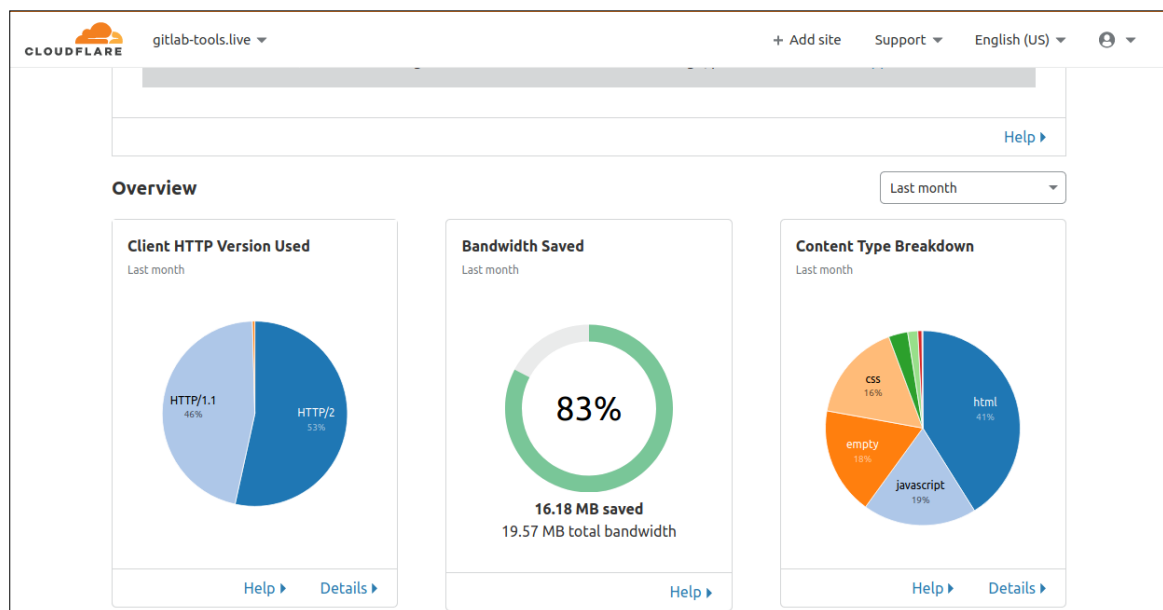 CLOUDFLARE
gitlab-tools.live
+ Add site
Support
English (US)
Help
Overview
Last month
Client HTTP Version Used
Last month
HTTP/1.1
46%
HTTP/2
53%
Help
Details
Bandwidth Saved
Last month
83%
16.18 MB saved
19.57 MB total bandwidth
Help
Content Type Breakdown
Last month
css
16%
html
41%
empty
18%
javascript
19%
Help
Details